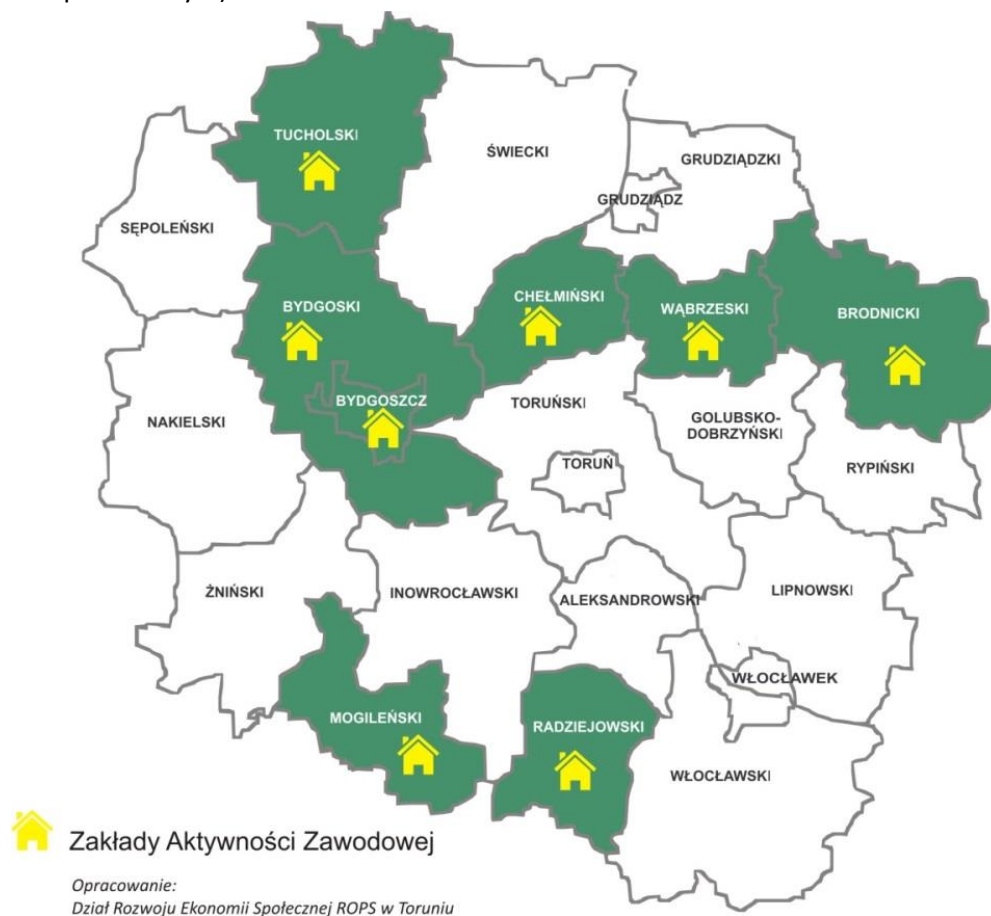 TUCHOLSKI
ŚWIECKI
GRUDZIĄDZKI
GRUDZIĄDZ
SĘPOLEŃSKI
BYDGOSKI
CHEŁMIŃSKI
WĄBRZESKI
BRODNICKI
BYDGOSZCZ
TORUŃSKI
GOLUBSKO-
DOBRZYŃSKI
NAKIELSKI
TORUŃ
RYPIŃSKI
ŻNIŃSKI
INOWROCŁAWSKI
ALEKSANDROWSKI
LIPNOWSKI
WŁOCŁAWEK
MOGILEŃSKI
RADZIEJOWSKI
WŁOCŁAWSKI
Zakłady Aktywności Zawodowej
Opracowanie:
Dział Rozwoju Ekonomii Społecznej ROPS w Toruniu